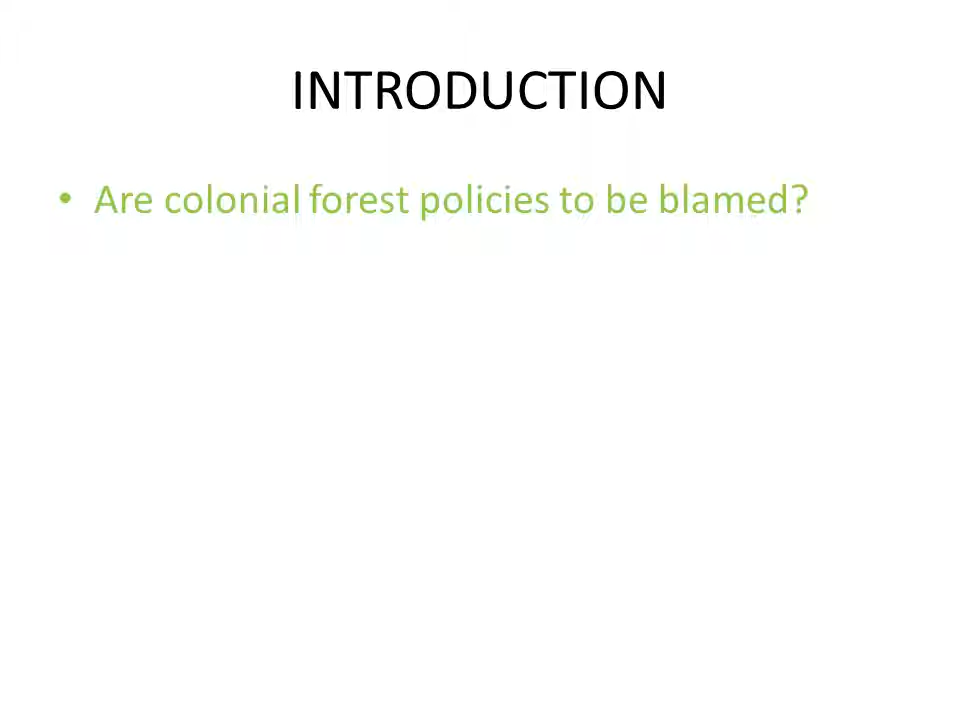 INTRODUCTION
• Are colonial forest policies to be blamed?